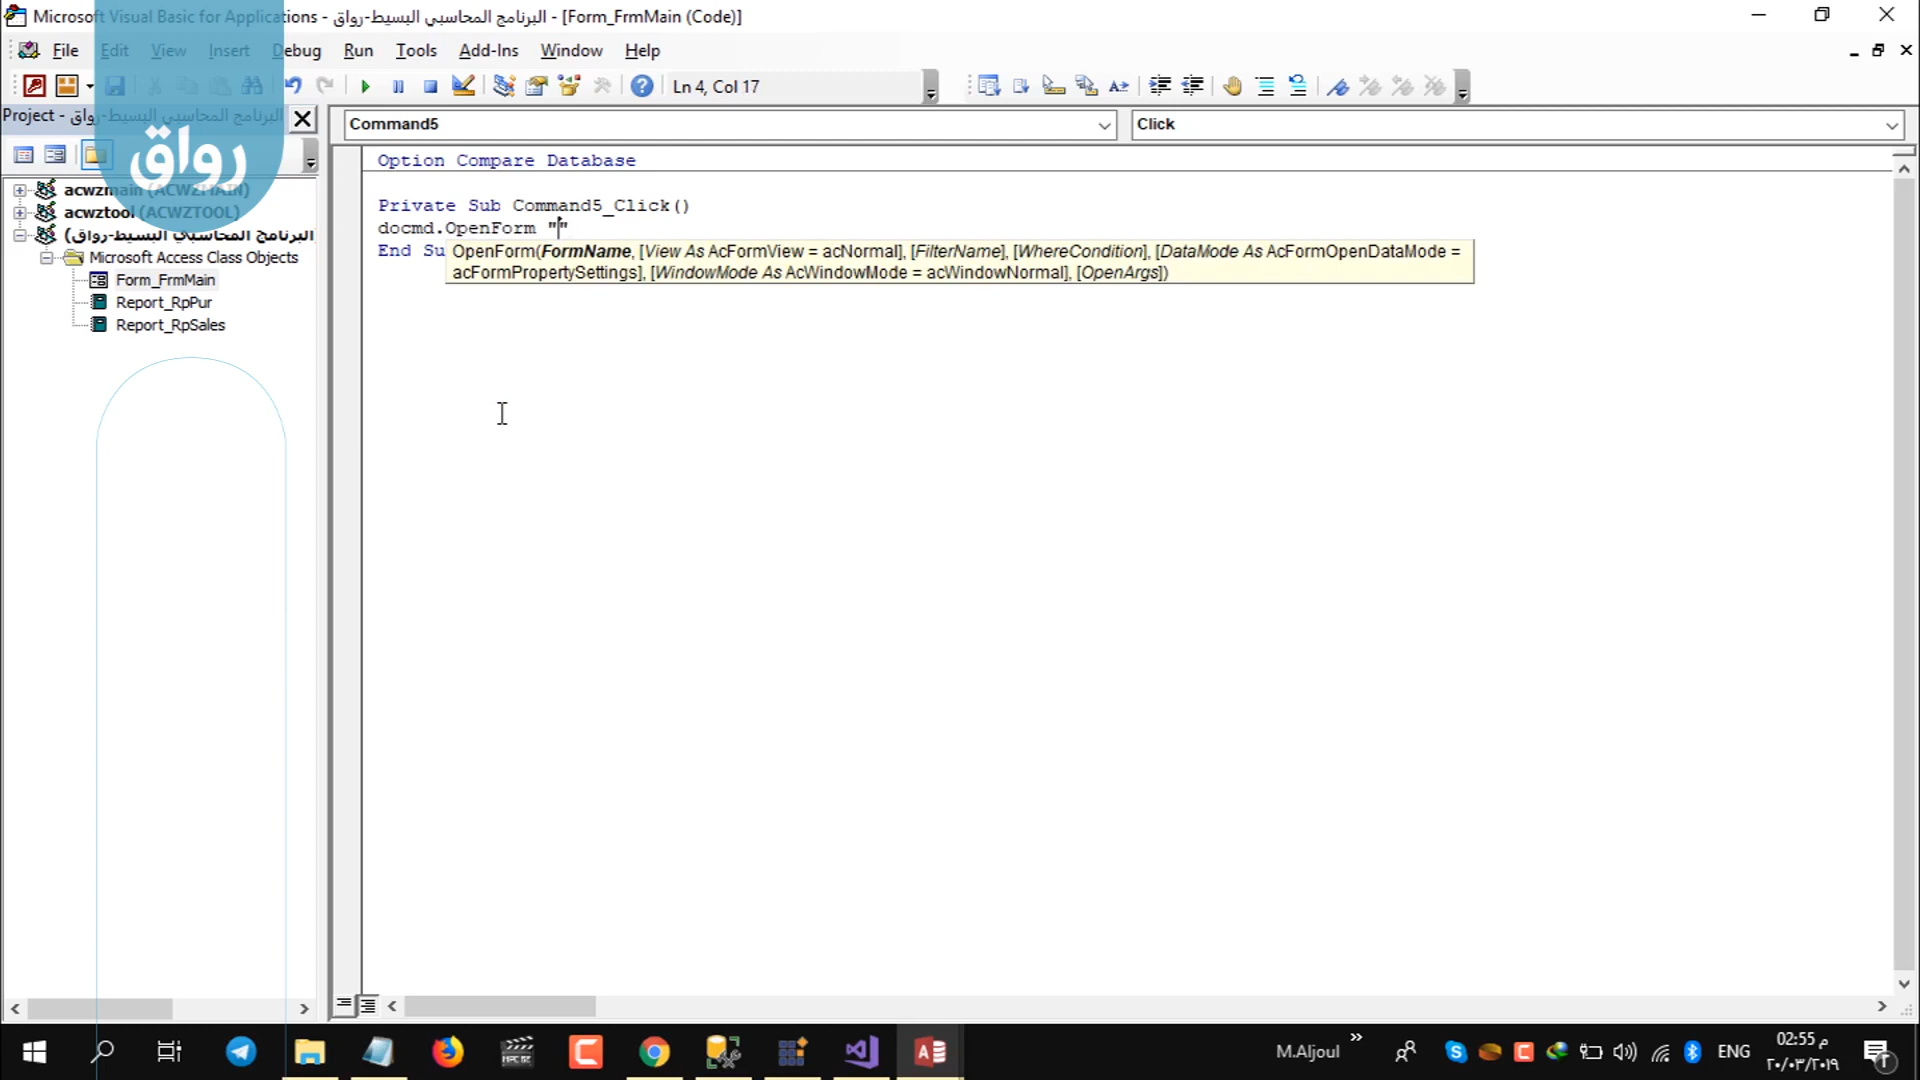 Microsoft Visual Basic for Applications - البرنامج المحاسبي البسيط-رواق - [Form_FrmMain (Code)]
File Edit View Insert Debug Run Tools Add-Ins Window Help
Ln 4, Col 17
Project - البرنامج المحاسبي البسيط-رواق
Command5
Click
رواق
acwzmain (ACWZMAIN)
acwztool (ACWZTOOL)
البرنامج المحاسبي البسيط-رواق)
Microsoft Access Class Objects
Form_FrmMain
Report_RpPur
Report_RpSales
Option Compare Database
Private Sub Command5_Click()
docmd.OpenForm ""
End Su
OpenForm(FormName, [View As AcFormView = acNormal], [FilterName], [WhereCondition], [DataMode As AcFormOpenDataMode =
acFormPropertySettings], [WindowMode As AcWindowMode = acWindowNormal], [OpenArgs])
M.Aljoul
ENG
02:55 م
٢٠/٠٣/٢٠١٩